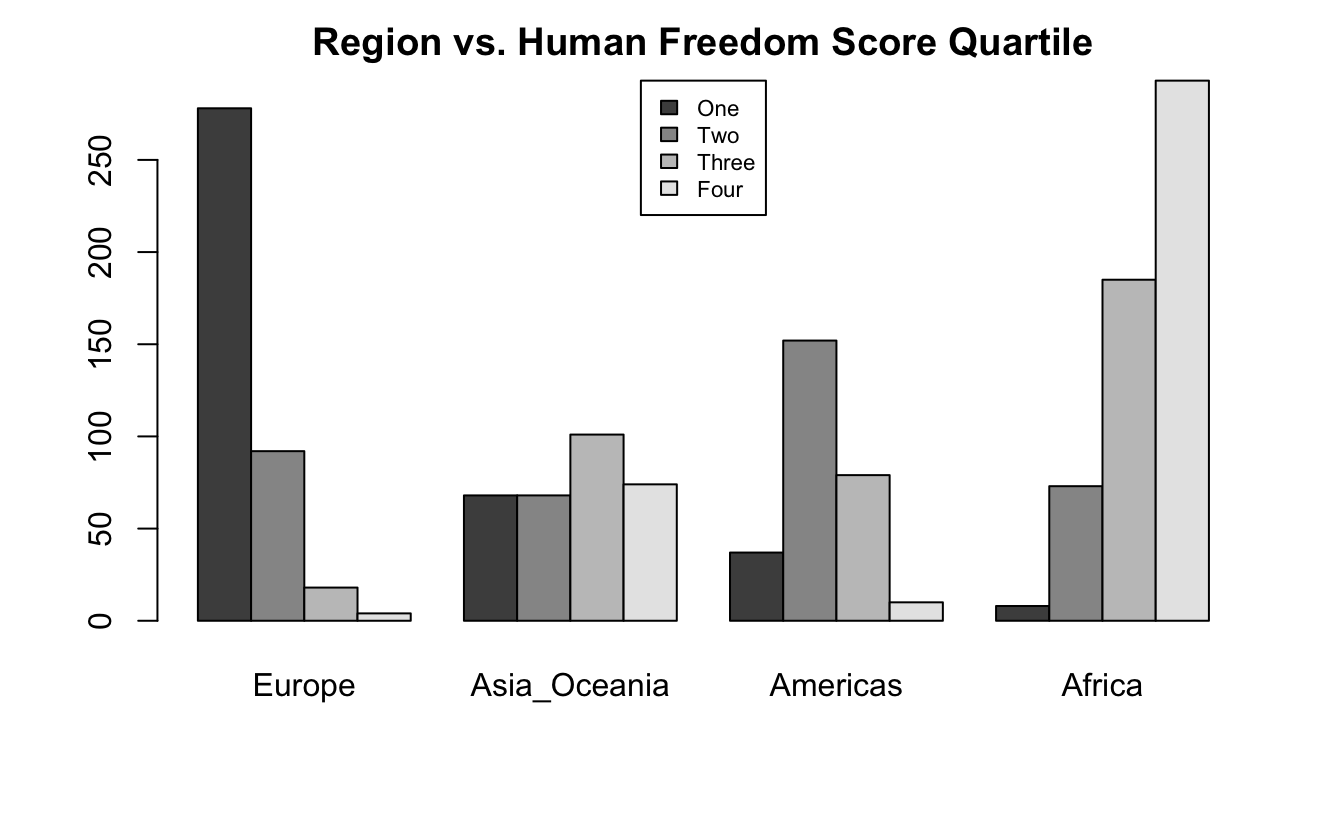 Region vs. Human Freedom Score Quartile
One
Two
Three
Four
250
200
150
100
50
0
Europe
Asia_Oceania
Americas
Africa